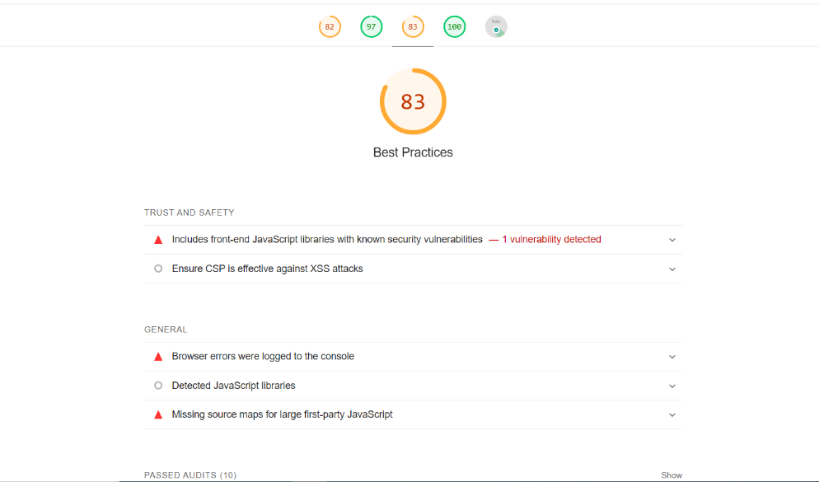 82 97 83 100
83
Best Practices
TRUST AND SAFETY
Includes front-end JavaScript libraries with known security vulnerabilities — 1 vulnerability detected
Ensure CSP is effective against XSS attacks
GENERAL
Browser errors were logged to the console
Detected JavaScript libraries
Missing source maps for large first-party JavaScript
PASSED AUDITS (10) Show